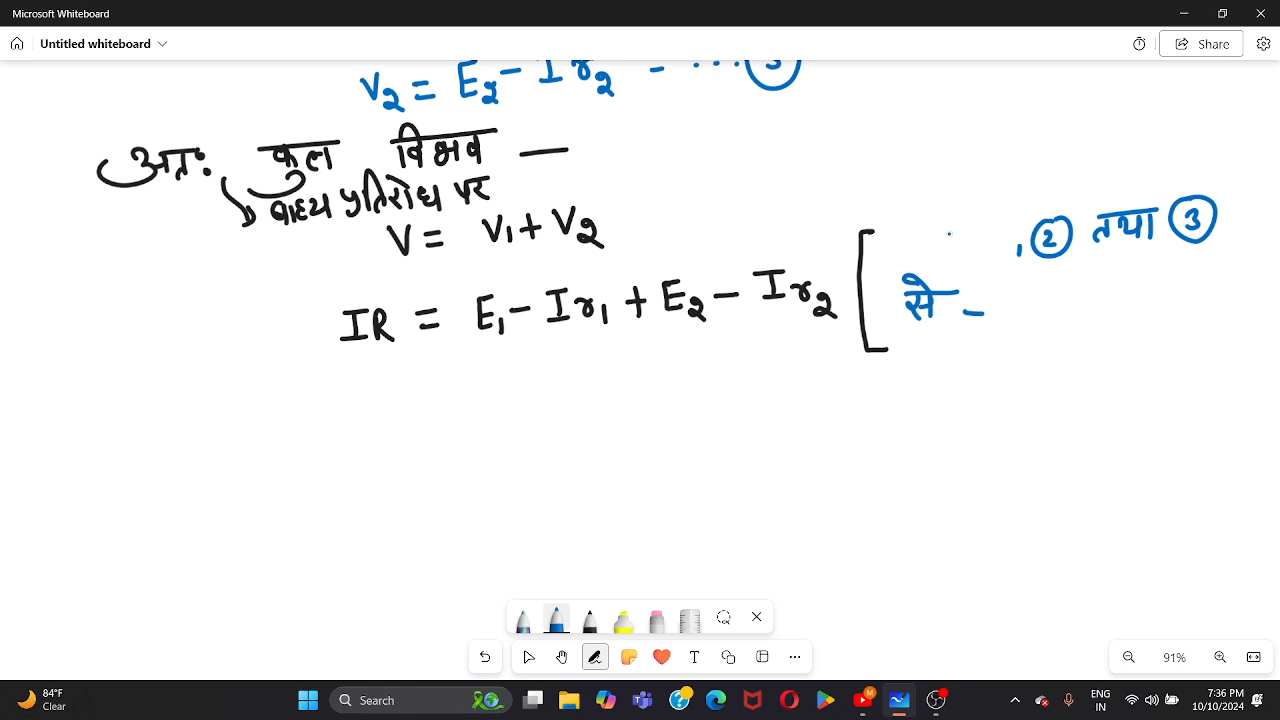 Microsoft Whiteboard
Untitled whiteboard
Share
V₂ = E₂ - Ir₂ - ... ③
अतः कुल विभव —
बाह्य प्रतिरोध पर
V = V₁ + V₂
, ② तथा ③
IR = E₁ - Ir₁ + E₂ - Ir₂ [ से -
91%
84°F
Clear
Search
M
ENG
IN
7:36 PM
10/10/2024